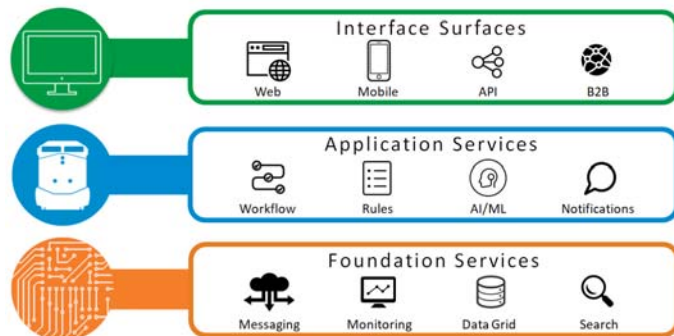 Interface Surfaces
Web Mobile API B2B
Application Services
Workflow Rules AI/ML Notifications
Foundation Services
Messaging Monitoring Data Grid Search